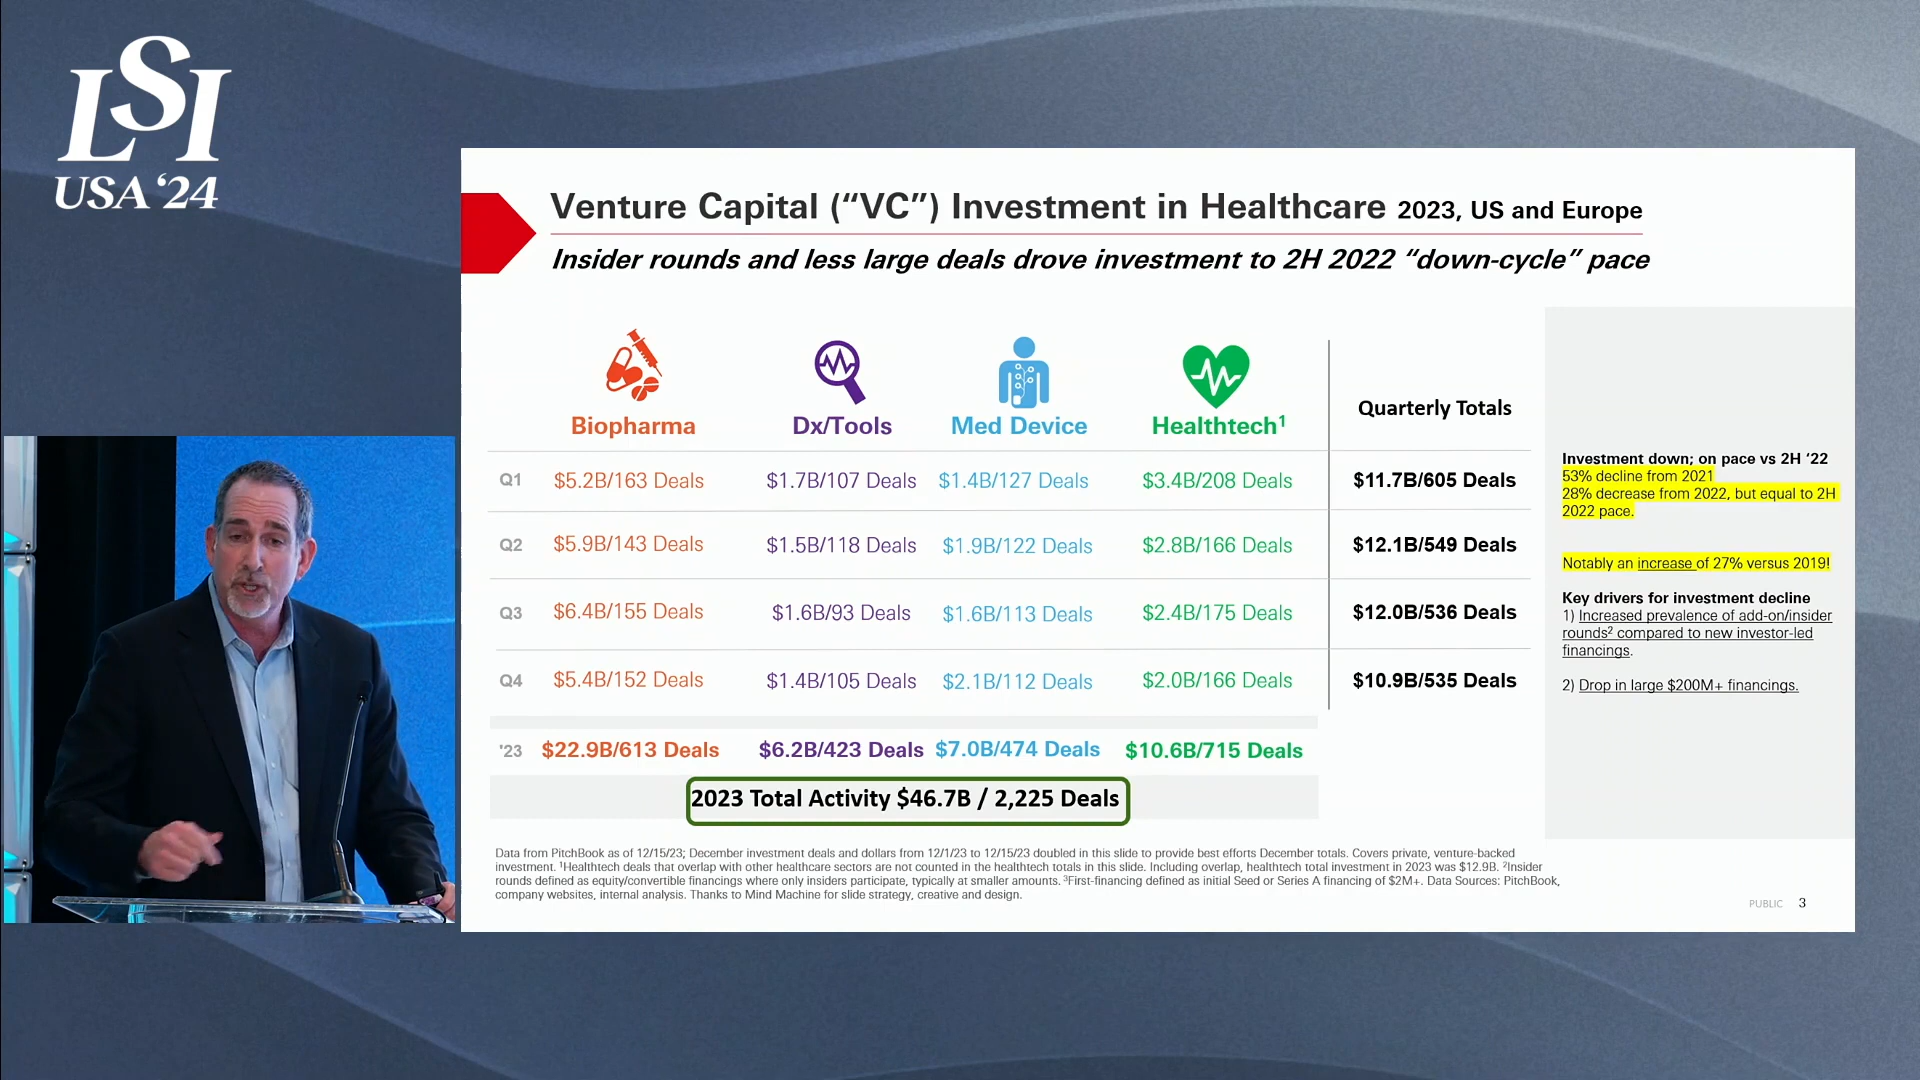 LSI
USA ‘24
Venture Capital (“VC”) Investment in Healthcare 2023, US and Europe
Insider rounds and less large deals drove investment to 2H 2022 “down-cycle” pace
Biopharma Dx/Tools Med Device Healthtech¹ Quarterly Totals
Q1 $5.2B/163 Deals $1.7B/107 Deals $1.4B/127 Deals $3.4B/208 Deals $11.7B/605 Deals
Q2 $5.9B/143 Deals $1.5B/118 Deals $1.9B/122 Deals $2.8B/166 Deals $12.1B/549 Deals
Q3 $6.4B/155 Deals $1.6B/93 Deals $1.6B/113 Deals $2.4B/175 Deals $12.0B/536 Deals
Q4 $5.4B/152 Deals $1.4B/105 Deals $2.1B/112 Deals $2.0B/166 Deals $10.9B/535 Deals
'23 $22.9B/613 Deals $6.2B/423 Deals $7.0B/474 Deals $10.6B/715 Deals
2023 Total Activity $46.7B / 2,225 Deals
Investment down; on pace vs 2H ‘22
53% decline from 2021
28% decrease from 2022, but equal to 2H
2022 pace.
Notably an increase of 27% versus 2019!
Key drivers for investment decline
1) Increased prevalence of add-on/insider
rounds² compared to new investor-led
financings.
2) Drop in large $200M+ financings.
Data from PitchBook as of 12/15/23; December investment deals and dollars from 12/1/23 to 12/15/23 doubled in this slide to provide best efforts December totals. Covers private, venture-backed
investment. ¹Healthtech deals that overlap with other healthcare sectors are not counted in the healthtech totals in this slide. Including overlap, healthtech total investment in 2023 was $12.9B. ²Insider
rounds defined as equity/convertible financings where only insiders participate, typically at smaller amounts. ³First-financing defined as initial Seed or Series A financing of $2M+. Data Sources: PitchBook,
company websites, internal analysis. Thanks to Mind Machine for slide strategy, creative and design.
PUBLIC 3